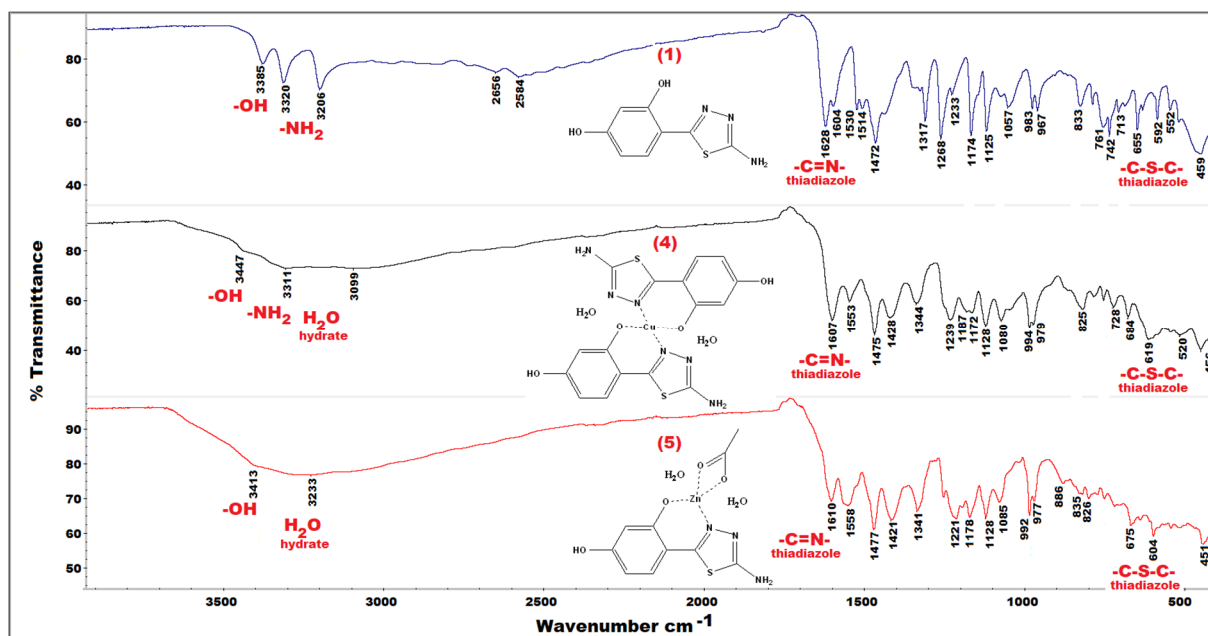 % Transmittance
80
60
40
3385
3320
3206
-OH
-NH2
2656
2584
(1)
OH
HO
N
N
S
NH2
1628
1604
1530
1514
1472
1317
1268
1233
1174
1125
1057
983
967
833
761
742
713
655
592
552
459
-C=N-
thiadiazole
-C-S-C-
thiadiazole
80
60
40
3447
3311
3099
-OH
-NH2
H2O
hydrate
(4)
H2N
S
N
N
OH
H2O
O
Cu
O
H2O
HO
N
N
S
NH2
1607
1553
1475
1428
1344
1239
1187
1172
1128
1080
994
979
825
728
684
619
520
-C=N-
thiadiazole
-C-S-C-
thiadiazole
90
80
70
60
50
3413
3233
-OH
H2O
hydrate
(5)
O
H2O
O
O
Zn
H2O
HO
N
N
S
NH2
1610
1558
1477
1421
1341
1221
1178
1128
1085
992
977
886
835
826
675
604
451
-C=N-
thiadiazole
-C-S-C-
thiadiazole
3500
3000
2500
2000
1500
1000
500
Wavenumber cm-1